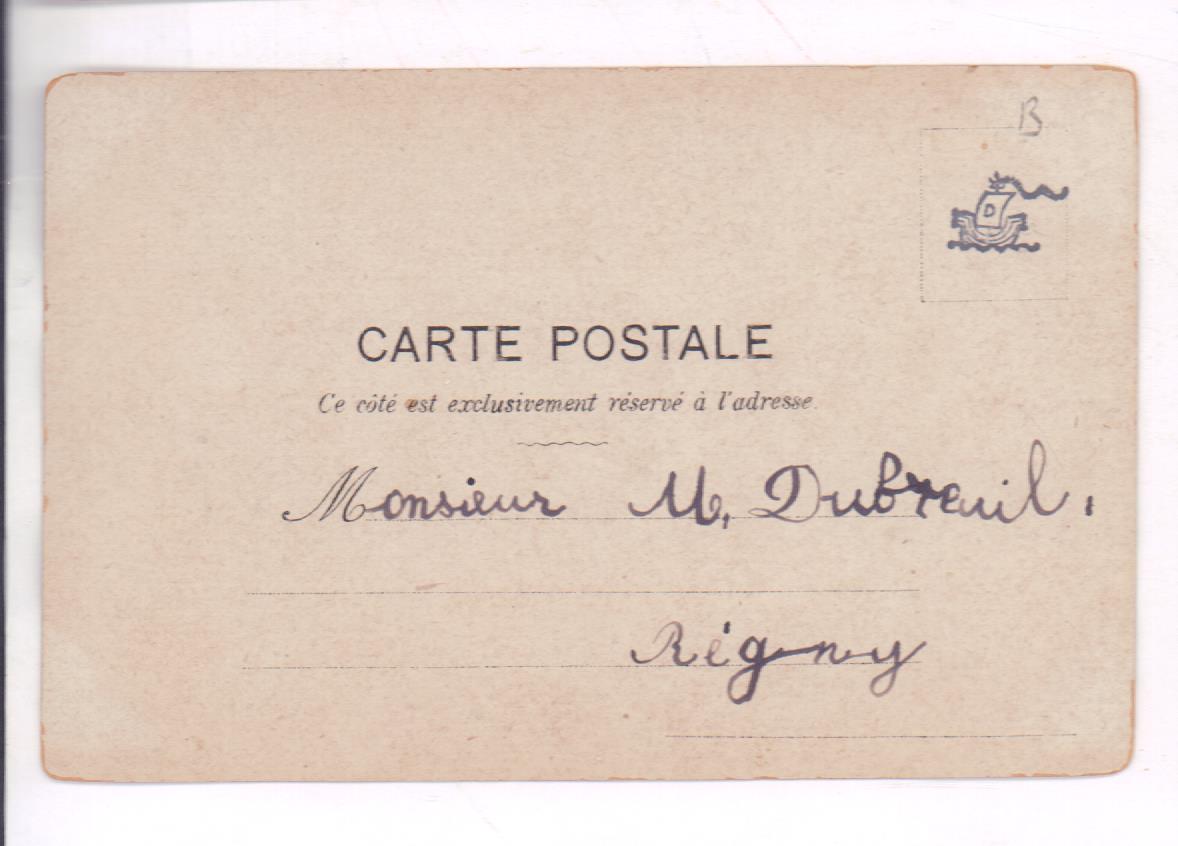 B
D
CARTE POSTALE
Ce côté est exclusivement réservé à l'adresse.
Monsieur M. Dubreuil.
Régny